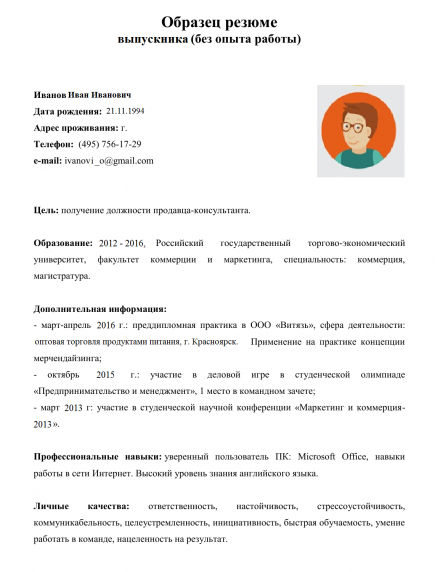 Образец резюме
выпускника (без опыта работы)
Иванов Иван Иванович
Дата рождения: 21.11.1994
Адрес проживания: г.
Телефон: (495) 756-17-29
e-mail: ivanovi_o@gmail.com
Цель: получение должности продавца-консультанта.
Образование: 2012 - 2016, Российский государственный торгово-экономический
университет, факультет коммерции и маркетинга, специальность: коммерция,
магистратура.
Дополнительная информация:
- март-апрель 2016 г.: преддипломная практика в ООО «Витязь», сфера деятельности:
оптовая торговля продуктами питания, г. Красноярск. Применение на практике концепции
мерчендайзинга;
- октябрь 2015 г.: участие в деловой игре в студенческой олимпиаде
«Предпринимательство и менеджмент», 1 место в командном зачете;
- март 2013 г: участие в студенческой научной конференции «Маркетинг и коммерция-
2013».
Профессиональные навыки: уверенный пользователь ПК: Microsoft Office, навыки
работы в сети Интернет. Высокий уровень знания английского языка.
Личные качества: ответственность, настойчивость, стрессоустойчивость,
коммуникабельность, целеустремленность, инициативность, быстрая обучаемость, умение
работать в команде, нацеленность на результат.